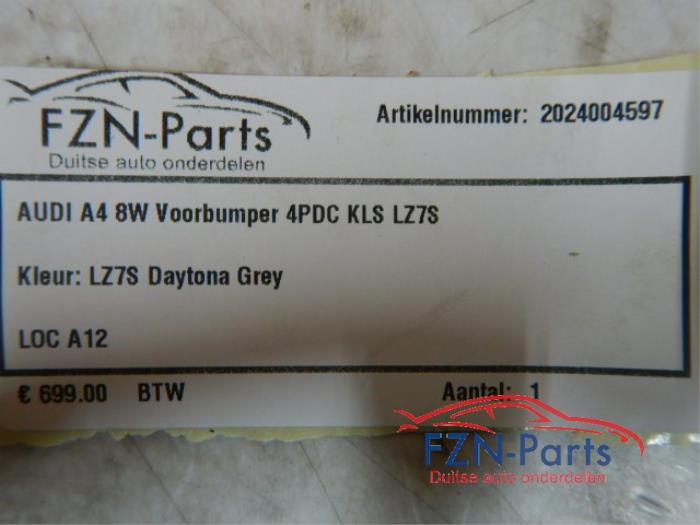 FZN-Parts
Duitse auto onderdelen
Artikelnummer: 2024004597
AUDI A4 8W Voorbumper 4PDC KLS LZ7S
Kleur: LZ7S Daytona Grey
LOC A12
€ 699.00 BTW Aantal: 1
FZN-Parts
Duitse auto onderdelen